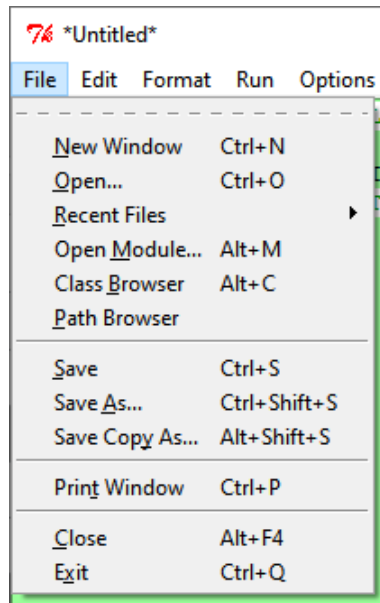 *Untitled*
File Edit Format Run Options
New Window Ctrl+N
Open... Ctrl+O
Recent Files
Open Module... Alt+M
Class Browser Alt+C
Path Browser
Save Ctrl+S
Save As... Ctrl+Shift+S
Save Copy As... Alt+Shift+S
Print Window Ctrl+P
Close Alt+F4
Exit Ctrl+Q